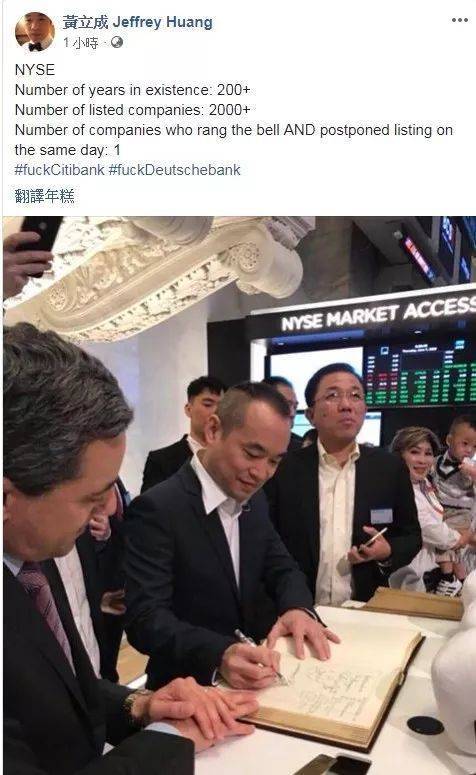 黃立成 Jeffrey Huang
1 小時 ·
NYSE
Number of years in existence: 200+
Number of listed companies: 2000+
Number of companies who rang the bell AND postponed listing on
the same day: 1
#fuckCitibank #fuckDeutschebank
翻譯年糕
NYSE MARKET ACCESS